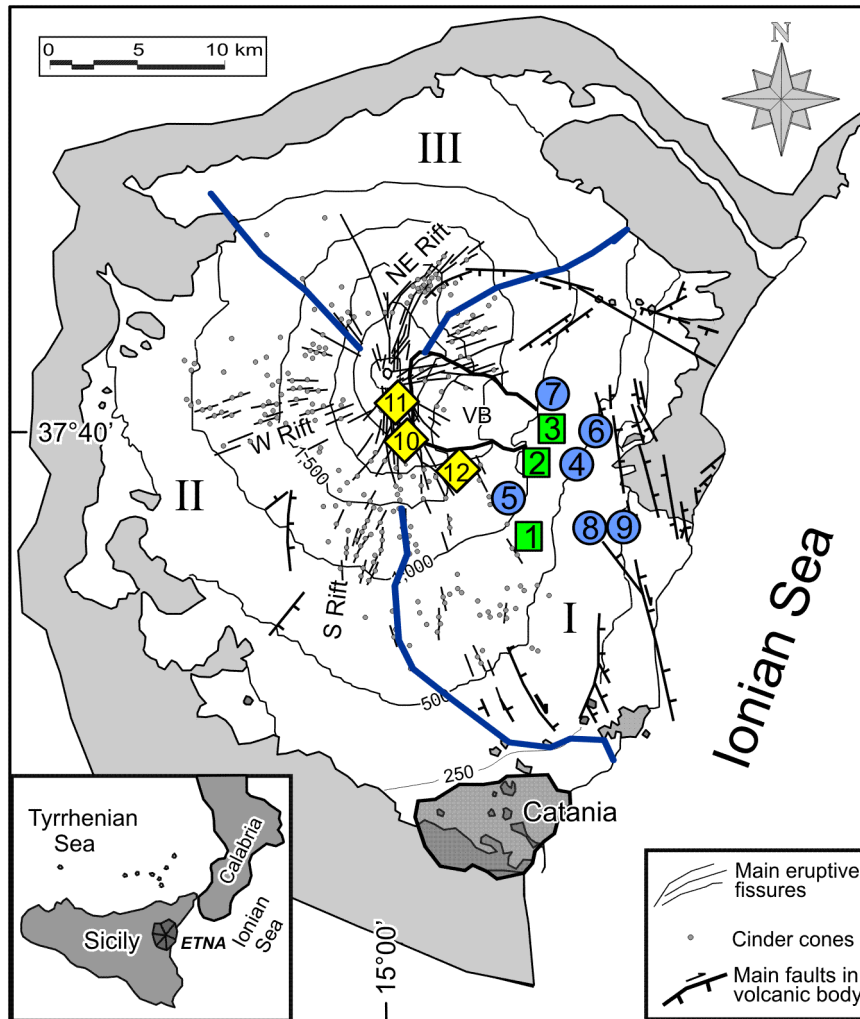 0 5 10 km
N
III
NE Rift
11
VB
7
3
6
37°40'
W Rift
10
12
2
4
1500
II
5
1
8 9
1,000
S Rift
I
Ionian Sea
500
250
Catania
Tyrrhenian
Sea
Calabria
Ionian
Sea
Sicily
ETNA
15°00'
Main eruptive
fissures
Cinder cones
Main faults in
volcanic body